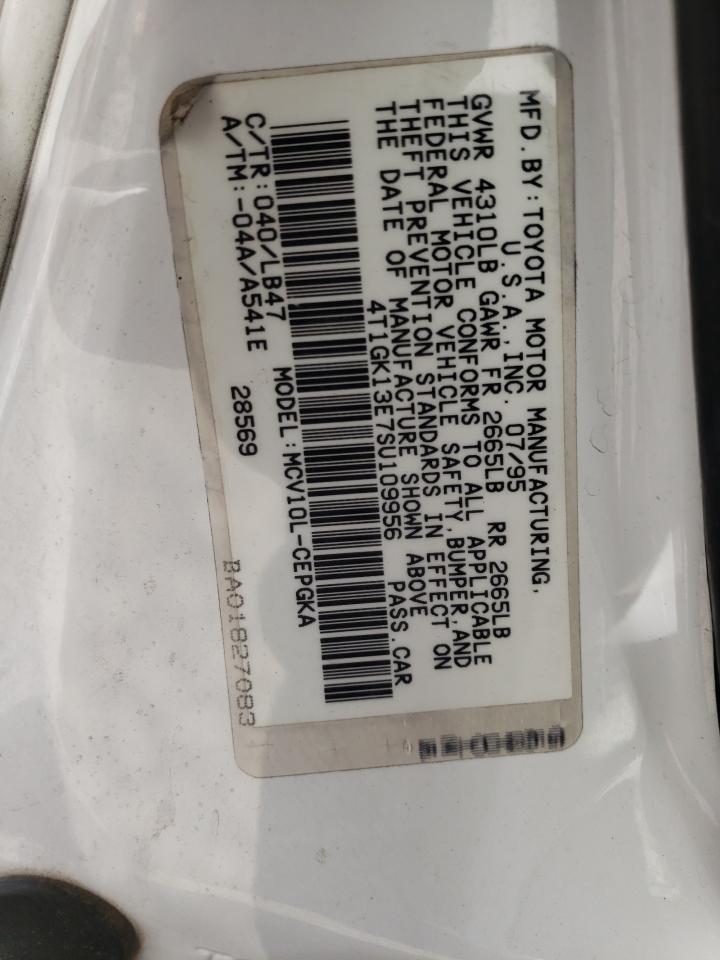 MFD. BY: TOYOTA MOTOR MANUFACTURING,
U.S.A., INC. 07/95
GVWR 4310LB GAWR FR 2665LB RR 2665LB
THIS VEHICLE CONFORMS TO ALL APPLICABLE
FEDERAL MOTOR VEHICLE SAFETY, BUMPER, AND
THEFT PREVENTION STANDARDS IN EFFECT ON
THE DATE OF MANUFACTURE SHOWN ABOVE
4T1GK13E7SU109956 PASS. CAR
MODEL: MCV10L-CEPGKA
C/TR: 040/LB47
A/TM: -04A/A541E 28569
BA01827083